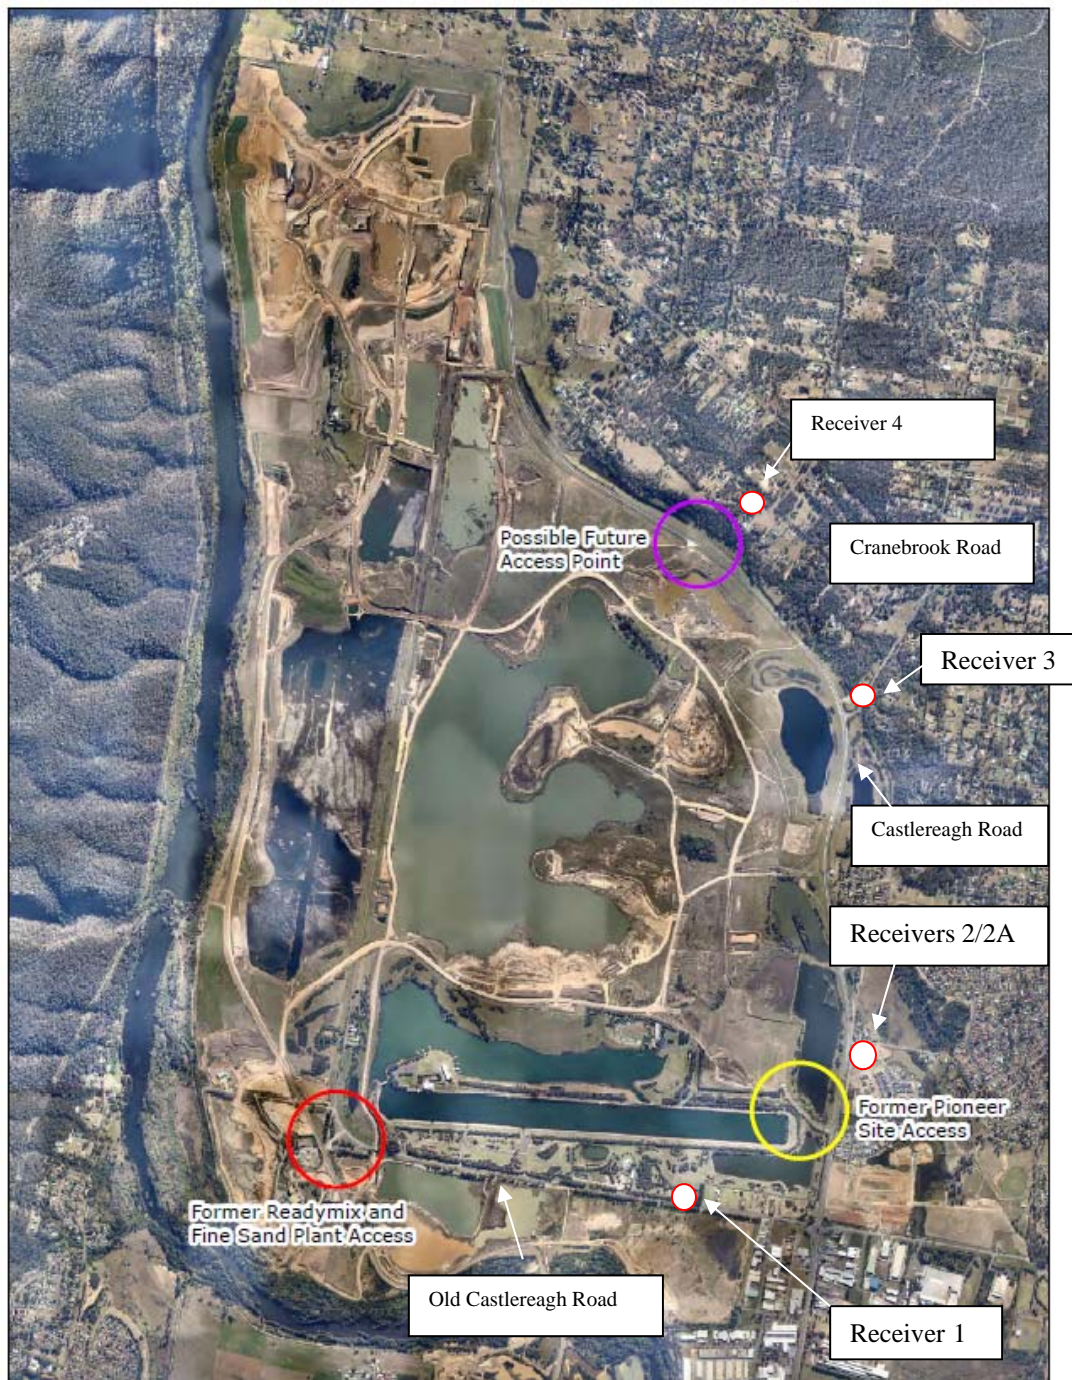 Receiver 4
Possible Future
Access Point
Cranebrook Road
Receiver 3
Castlereagh Road
Receivers 2/2A
Former Pioneer
Site Access
Former Readymix and
Fine Sand Plant Access
Old Castlereagh Road
Receiver 1